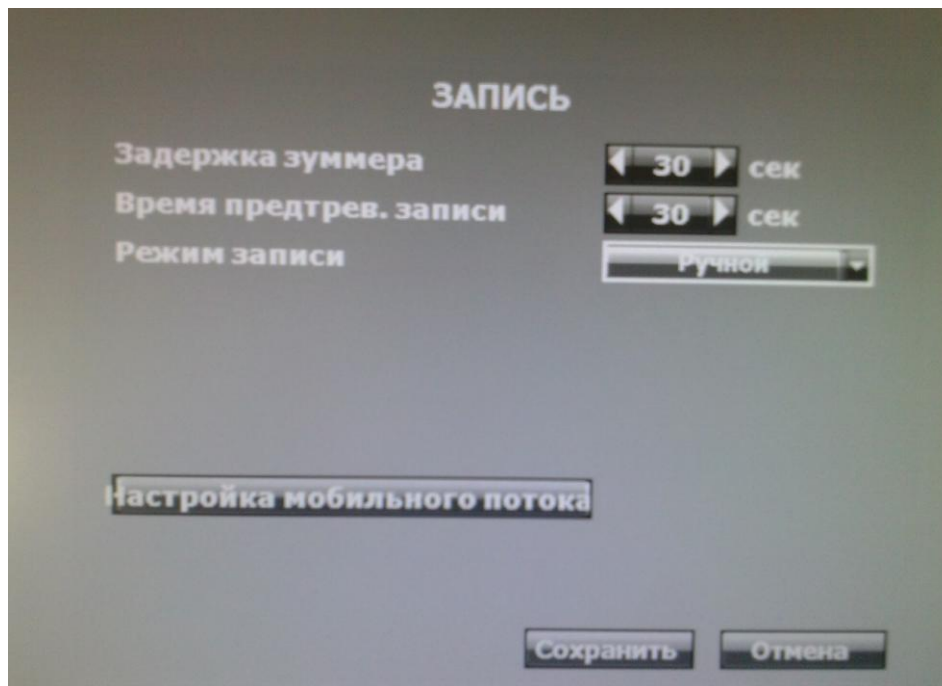 ЗАПИСЬ
Задержка зуммера 30 сек
Время предтрев. записи 30 сек
Режим записи Ручной
Настройка мобильного потока
Сохранить Отмена